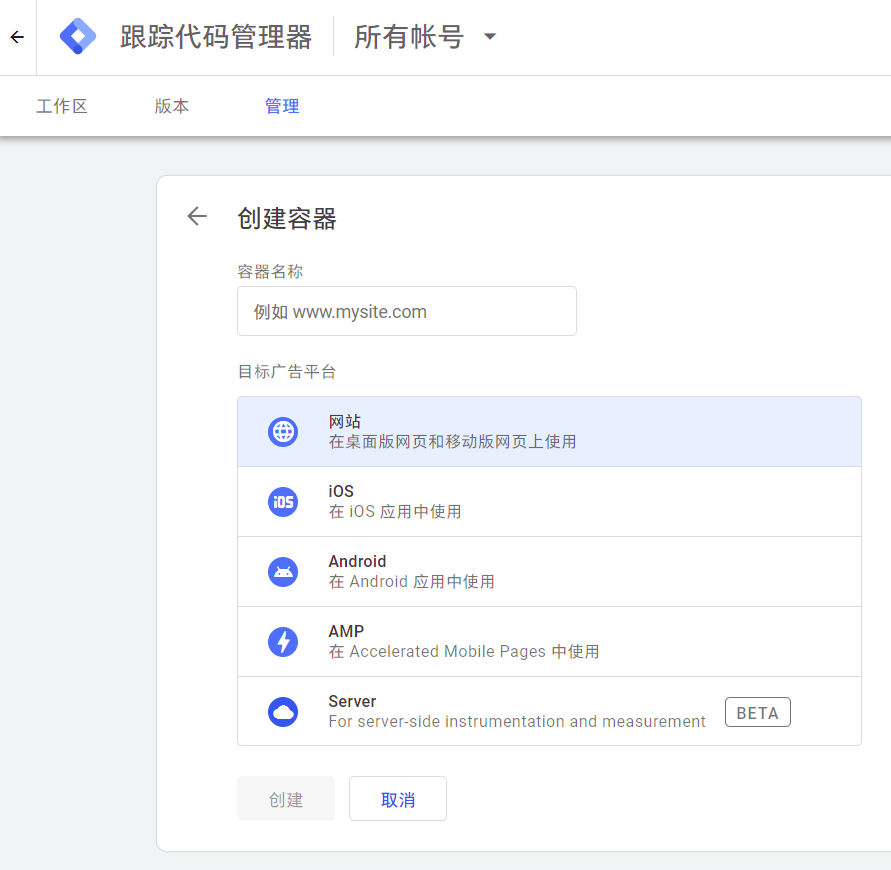 跟踪代码管理器 所有帐号
工作区 版本 管理
创建容器
容器名称
例如 www.mysite.com
目标广告平台
网站
在桌面版网页和移动版网页上使用
iOS
iOS
在 iOS 应用中使用
Android
在 Android 应用中使用
AMP
在 Accelerated Mobile Pages 中使用
Server
For server-side instrumentation and measurement BETA
创建 取消